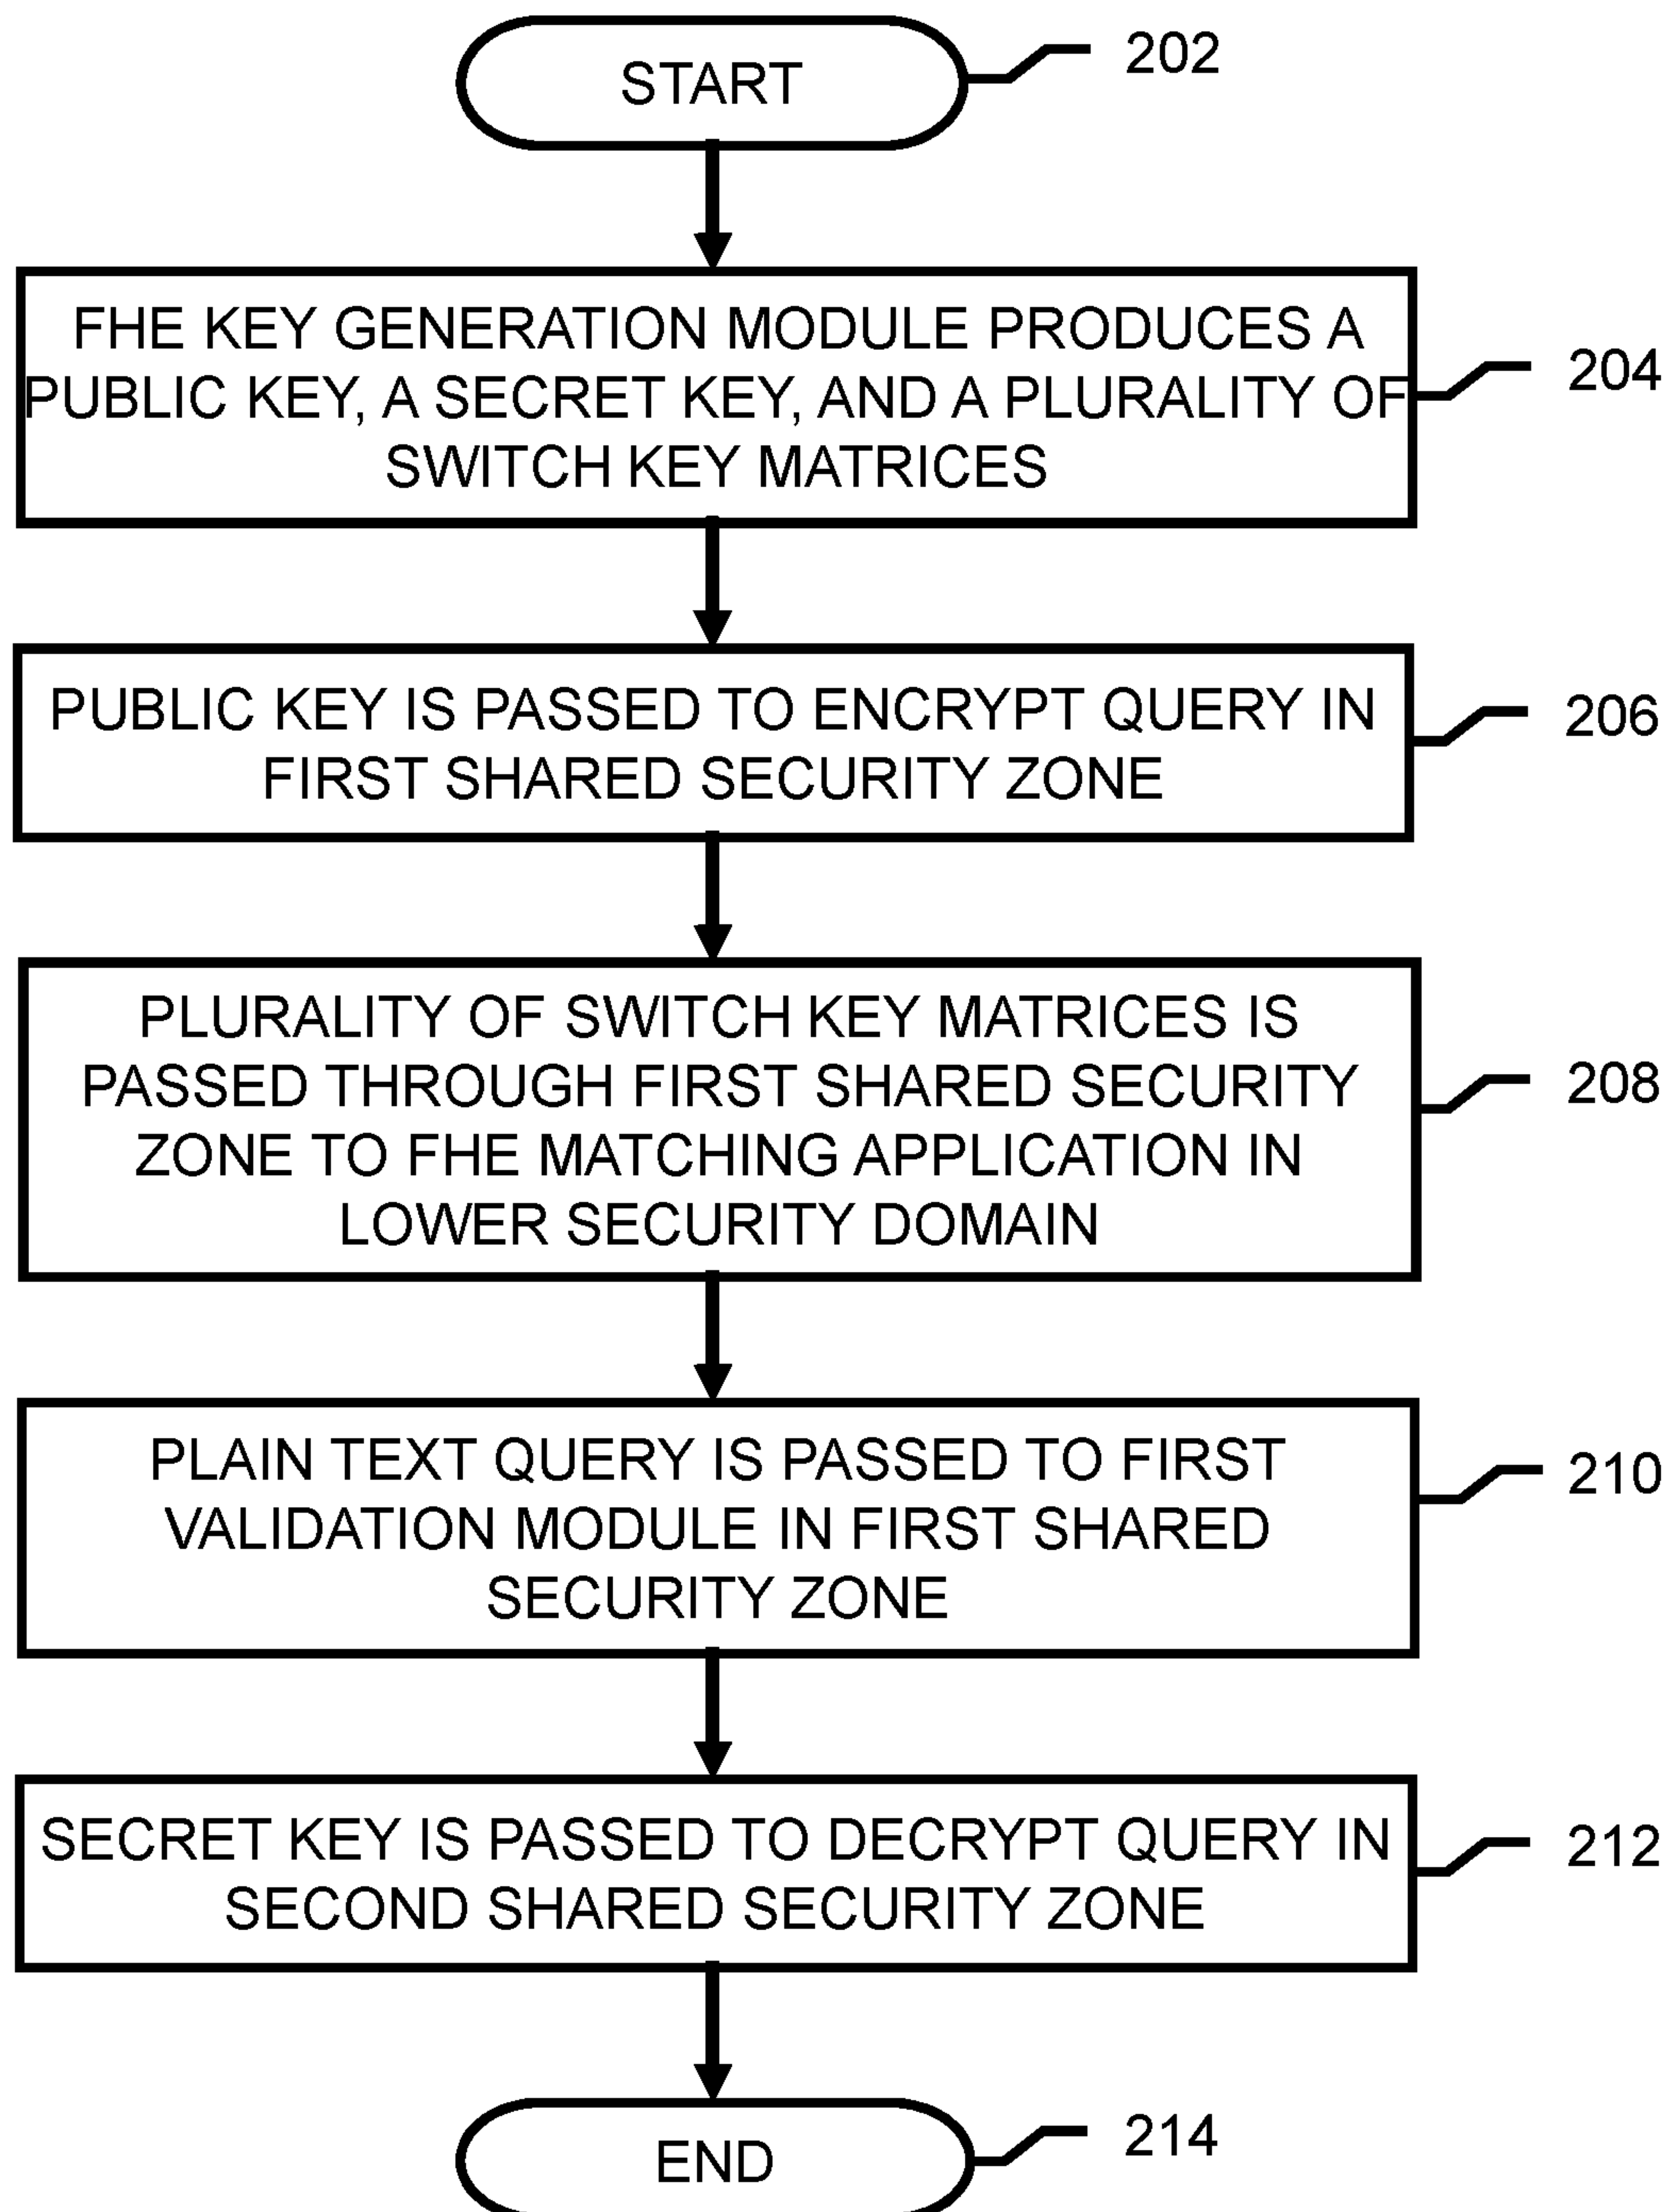 START
202
FHE KEY GENERATION MODULE PRODUCES A
PUBLIC KEY, A SECRET KEY, AND A PLURALITY OF
SWITCH KEY MATRICES
204
PUBLIC KEY IS PASSED TO ENCRYPT QUERY IN
FIRST SHARED SECURITY ZONE
206
PLURALITY OF SWITCH KEY MATRICES IS
PASSED THROUGH FIRST SHARED SECURITY
ZONE TO FHE MATCHING APPLICATION IN
LOWER SECURITY DOMAIN
208
PLAIN TEXT QUERY IS PASSED TO FIRST
VALIDATION MODULE IN FIRST SHARED
SECURITY ZONE
210
SECRET KEY IS PASSED TO DECRYPT QUERY IN
SECOND SHARED SECURITY ZONE
212
END
214